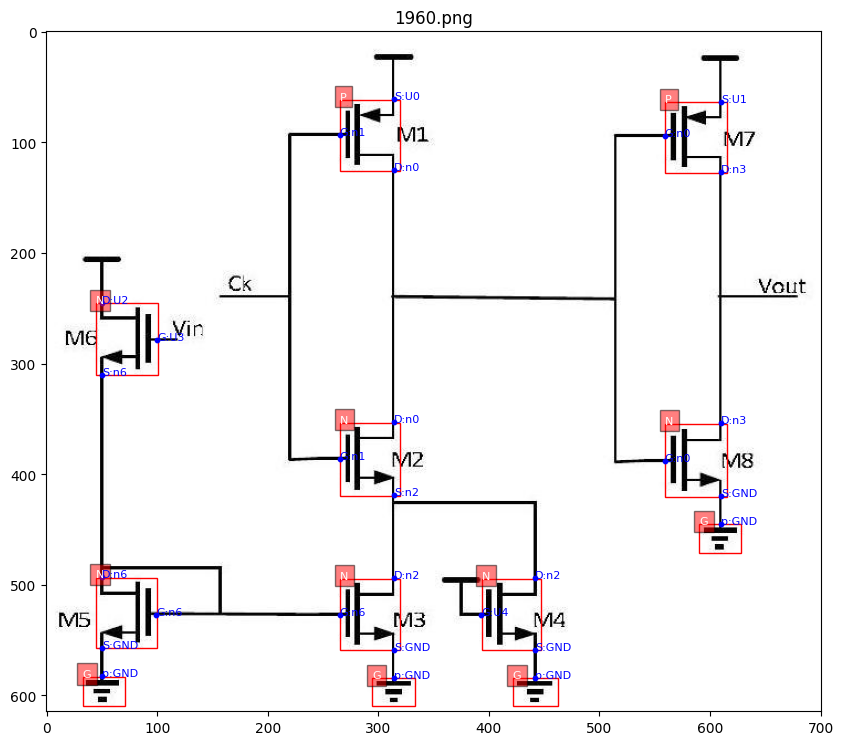 1960.png
0
100
200
300
400
500
600
0
100
200
300
400
500
600
700
P
S:U0
G:n1
M1
D:n0
P
S:U1
G:n0
M7
D:n3
Ck
Vout
N
D:U2
M6
Vin
G:U3
S:n6
N
D:n0
G:n1
M2
S:n2
N
D:n3
G:n0
M8
S:GND
G
p:GND
N
D:n6
G:n6
M5
S:GND
G
p:GND
N
D:n2
G:n6
M3
S:GND
G
p:GND
N
D:n2
G:U4
M4
S:GND
G
p:GND